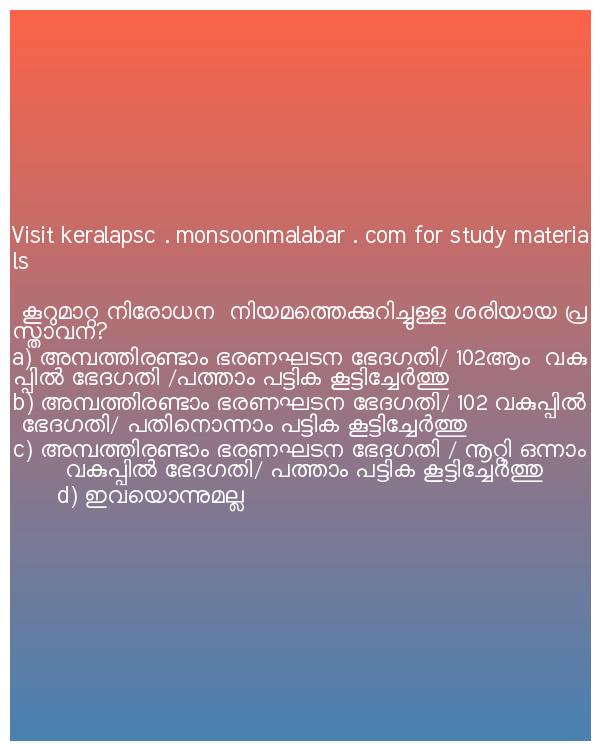 Visit keralapsc . monsoonmalabar . com for study materia
ls
കൂറുമാറ്റ നിരോധന നിയമത്തെക്കുറിച്ചുള്ള ശരിയായ പ്ര
സ്താവന?
a) അമ്പത്തിരണ്ടാം ഭരണഘടന ഭേദഗതി/ 102ആം വകു
പ്പിൽ ഭേദഗതി /പത്താം പട്ടിക കൂട്ടിച്ചേർത്തു
b) അമ്പത്തിരണ്ടാം ഭരണഘടന ഭേദഗതി/ 102 വകുപ്പിൽ
ഭേദഗതി/ പതിനൊന്നാം പട്ടിക കൂട്ടിച്ചേർത്തു
c) അമ്പത്തിരണ്ടാം ഭരണഘടന ഭേദഗതി / നൂറ്റി ഒന്നാം
വകുപ്പിൽ ഭേദഗതി/ പത്താം പട്ടിക കൂട്ടിച്ചേർത്തു
d) ഇവയൊന്നുമല്ല